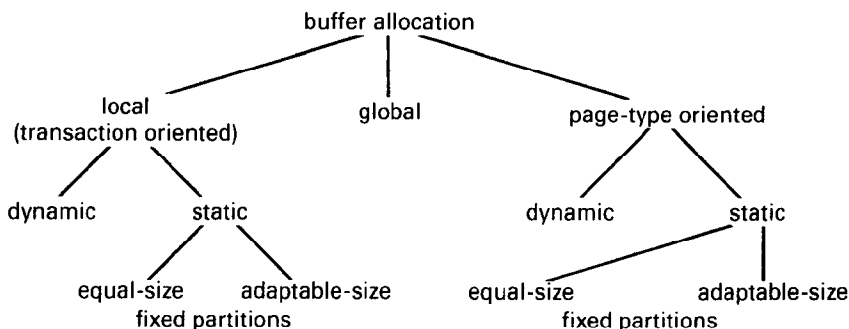 buffer allocation
local
(transaction oriented)
global
page-type oriented
dynamic
static
dynamic
static
equal-size
adaptable-size
equal-size
adaptable-size
fixed partitions
fixed partitions